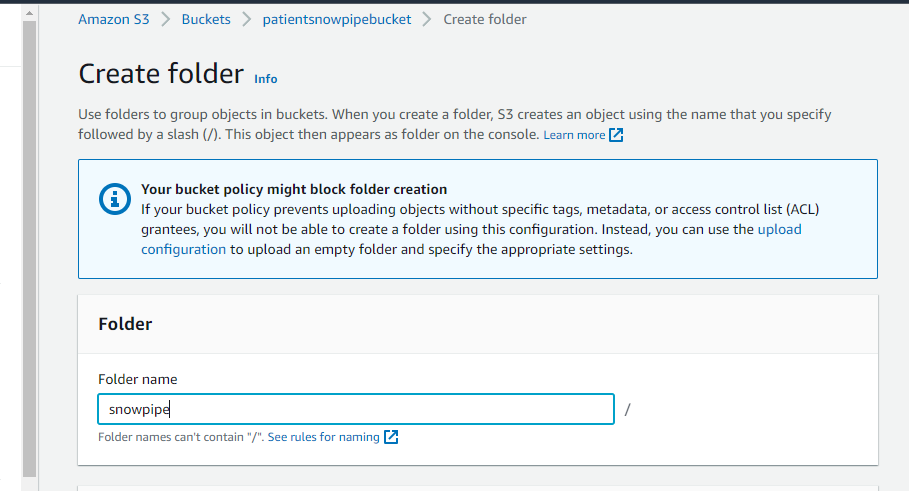 Amazon S3 > Buckets > patientsnowpipebucket > Create folder
Create folder Info
Use folders to group objects in buckets. When you create a folder, S3 creates an object using the name that you specify
followed by a slash (/). This object then appears as folder on the console. Learn more
Your bucket policy might block folder creation
If your bucket policy prevents uploading objects without specific tags, metadata, or access control list (ACL)
grantees, you will not be able to create a folder using this configuration. Instead, you can use the upload
configuration to upload an empty folder and specify the appropriate settings.
Folder
Folder name
snowpipe /
Folder names can't contain "/". See rules for naming